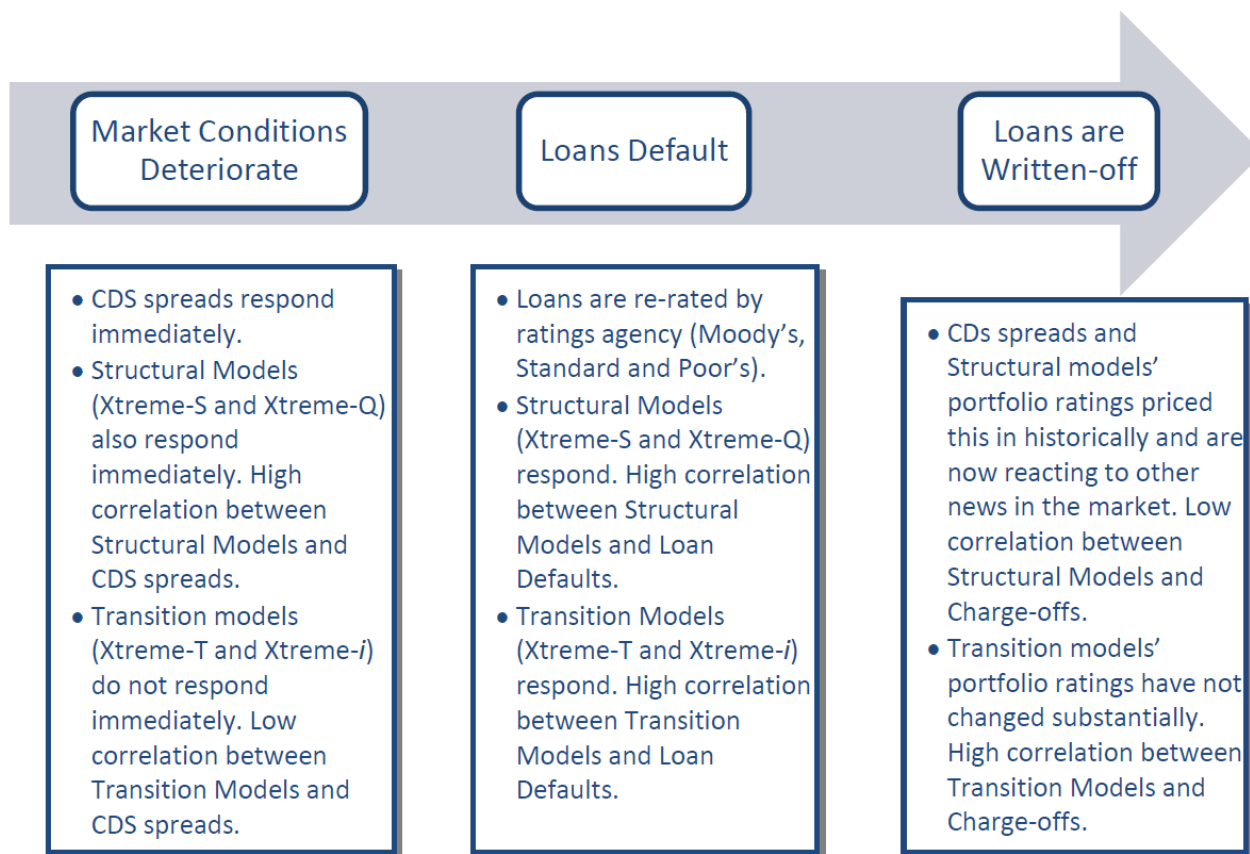 Market Conditions
Deteriorate
Loans Default
Loans are
Written-off
• CDS spreads respond
immediately.
• Structural Models
(Xtreme-S and Xtreme-Q)
also respond
immediately. High
correlation between
Structural Models and
CDS spreads.
• Transition models
(Xtreme-T and Xtreme-i)
do not respond
immediately. Low
correlation between
Transition Models and
CDS spreads.
• Loans are re-rated by
ratings agency (Moody's,
Standard and Poor's).
• Structural Models
(Xtreme-S and Xtreme-Q)
respond. High correlation
between Structural
Models and Loan
Defaults.
• Transition Models
(Xtreme-T and Xtreme-i)
respond. High correlation
between Transition
Models and Loan
Defaults.
• CDs spreads and
Structural models'
portfolio ratings priced
this in historically and are
now reacting to other
news in the market. Low
correlation between
Structural Models and
Charge-offs.
• Transition models'
portfolio ratings have not
changed substantially.
High correlation between
Transition Models and
Charge-offs.